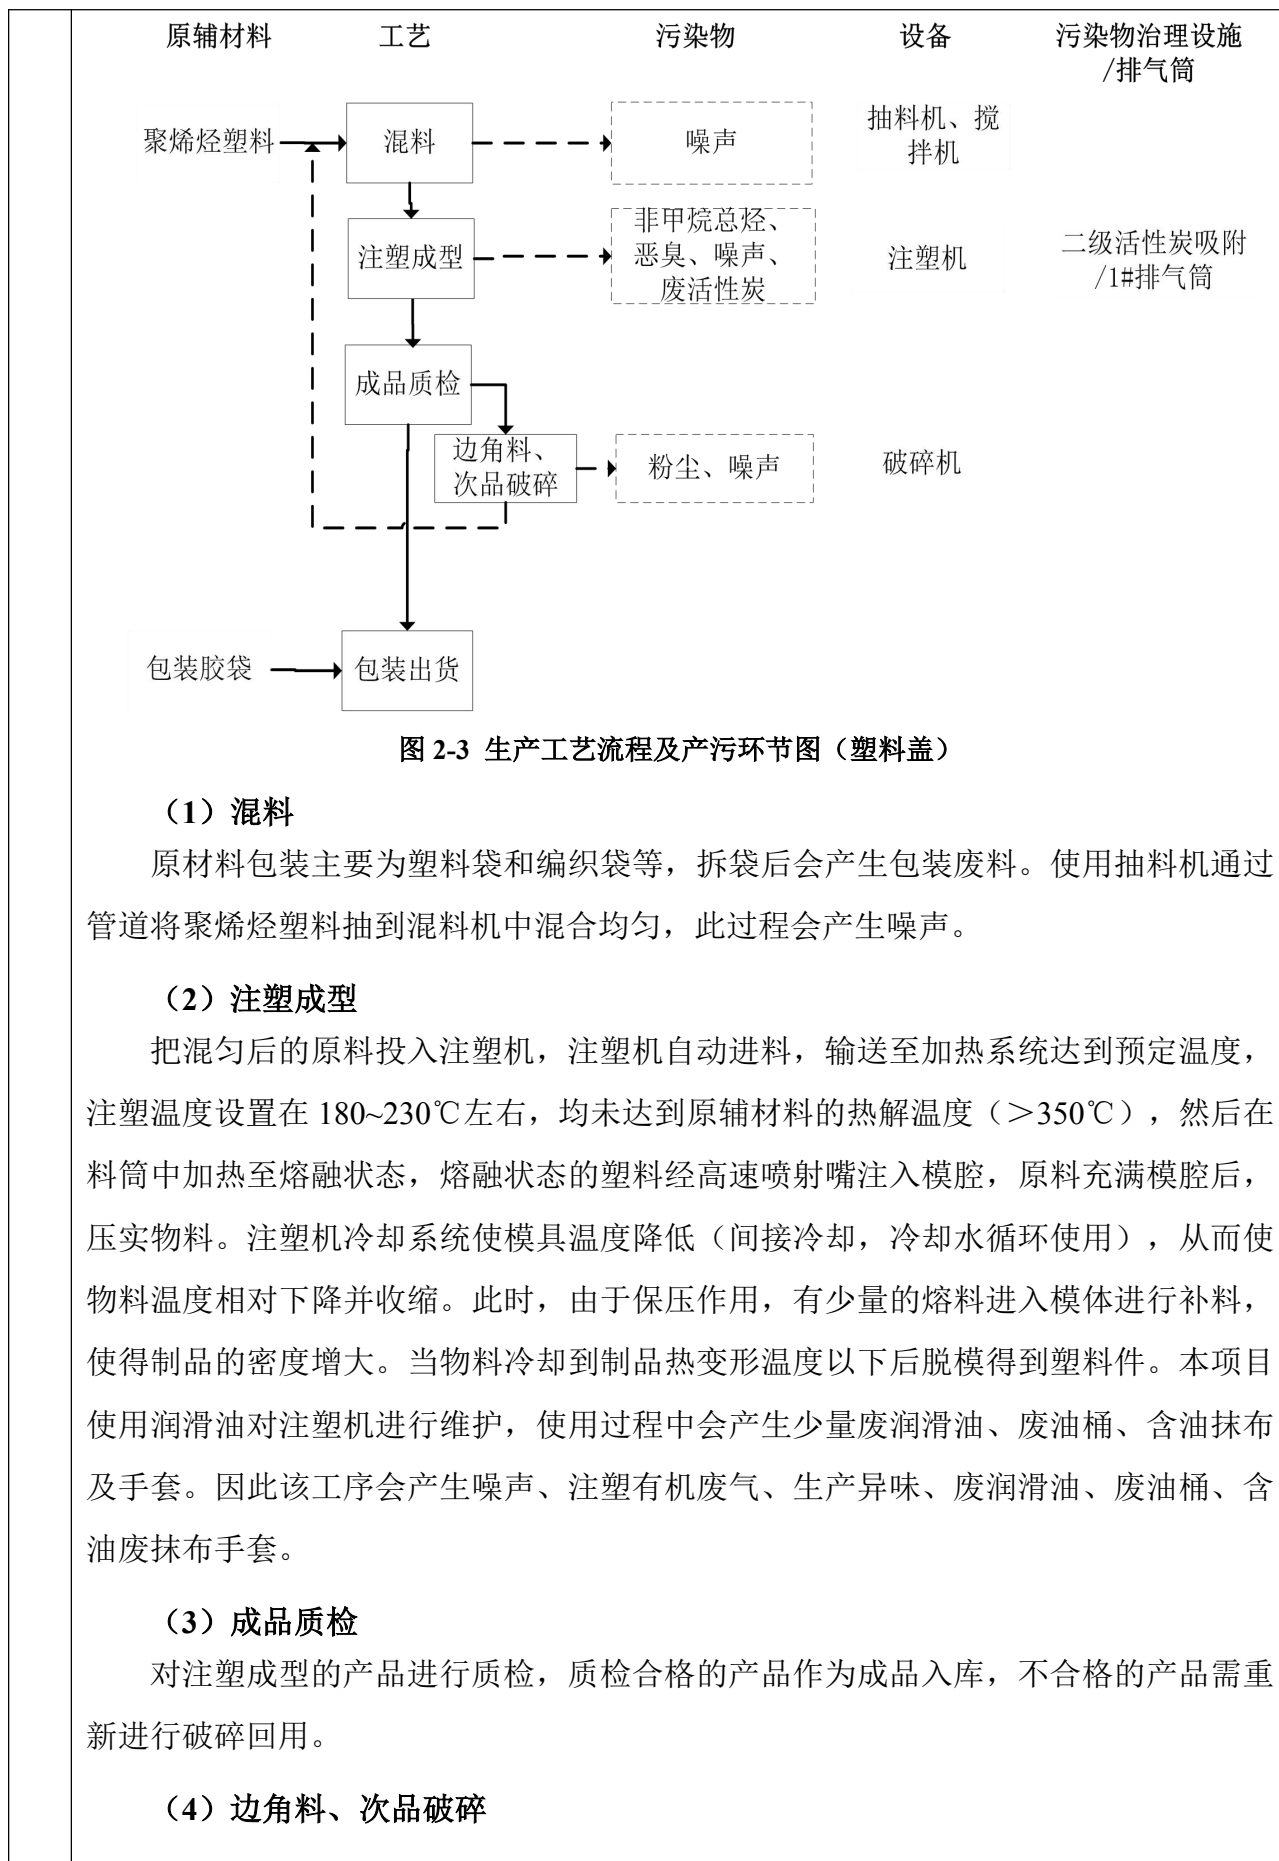 原辅材料 工艺 污染物 设备 污染物治理设施
/排气筒
聚烯烃塑料 混料 噪声 抽料机、搅
拌机
注塑成型 非甲烷总烃、
恶臭、噪声、
废活性炭 注塑机 二级活性炭吸附
/1#排气筒
成品质检
边角料、
次品破碎 粉尘、噪声 破碎机
包装胶袋 包装出货
图 2-3 生产工艺流程及产污环节图（塑料盖）
（1）混料
原材料包装主要为塑料袋和编织袋等，拆袋后会产生包装废料。使用抽料机通过
管道将聚烯烃塑料抽到混料机中混合均匀，此过程会产生噪声。
（2）注塑成型
把混匀后的原料投入注塑机，注塑机自动进料，输送至加热系统达到预定温度，
注塑温度设置在 180~230℃左右，均未达到原辅材料的热解温度（＞350℃），然后在
料筒中加热至熔融状态，熔融状态的塑料经高速喷射嘴注入模腔，原料充满模腔后，
压实物料。注塑机冷却系统使模具温度降低（间接冷却，冷却水循环使用），从而使
物料温度相对下降并收缩。此时，由于保压作用，有少量的熔料进入模体进行补料，
使得制品的密度增大。当物料冷却到制品热变形温度以下后脱模得到塑料件。本项目
使用润滑油对注塑机进行维护，使用过程中会产生少量废润滑油、废油桶、含油抹布
及手套。因此该工序会产生噪声、注塑有机废气、生产异味、废润滑油、废油桶、含
油废抹布手套。
（3）成品质检
对注塑成型的产品进行质检，质检合格的产品作为成品入库，不合格的产品需重
新进行破碎回用。
（4）边角料、次品破碎